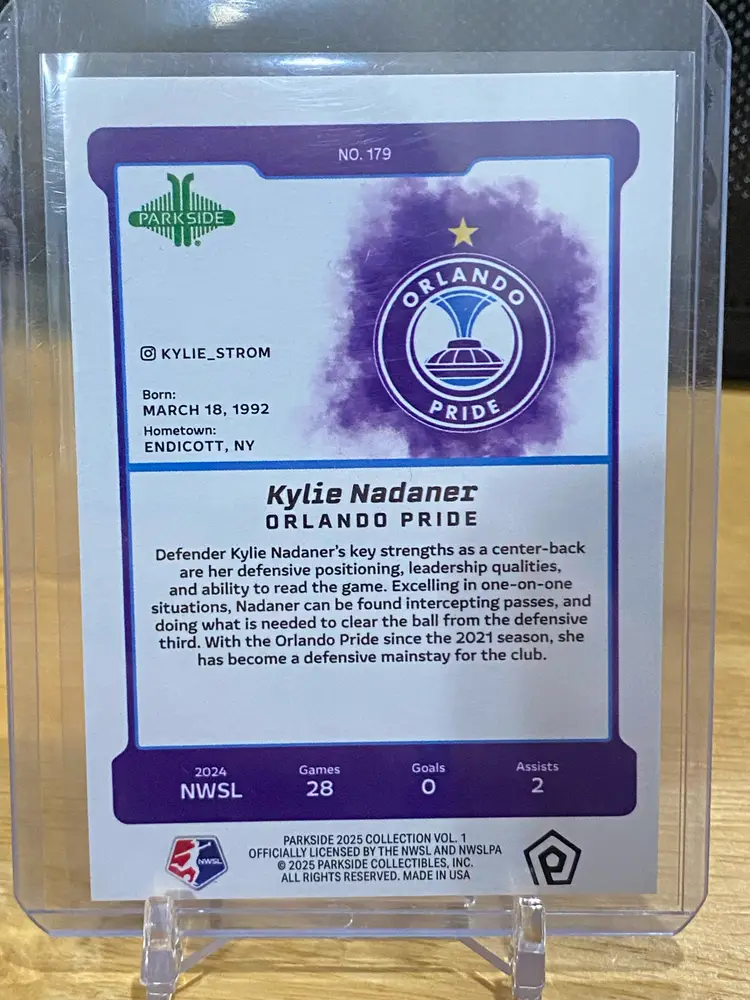 NO. 179
PARKSIDE
ORLANDO
PRIDE
KYLIE_STROM
Born:
MARCH 18, 1992
Hometown:
ENDICOTT, NY
Kylie Nadaner
ORLANDO PRIDE
Defender Kylie Nadaner's key strengths as a center-back
are her defensive positioning, leadership qualities,
and ability to read the game. Excelling in one-on-one
situations, Nadaner can be found intercepting passes, and
doing what is needed to clear the ball from the defensive
third. With the Orlando Pride since the 2021 season, she
has become a defensive mainstay for the club.
2024 Games Goals Assists
NWSL 28 0 2
NWSL
PARKSIDE 2025 COLLECTION VOL. 1
OFFICIALLY LICENSED BY THE NWSL AND NWSLPA
© 2025 PARKSIDE COLLECTIBLES, INC.
ALL RIGHTS RESERVED. MADE IN USA